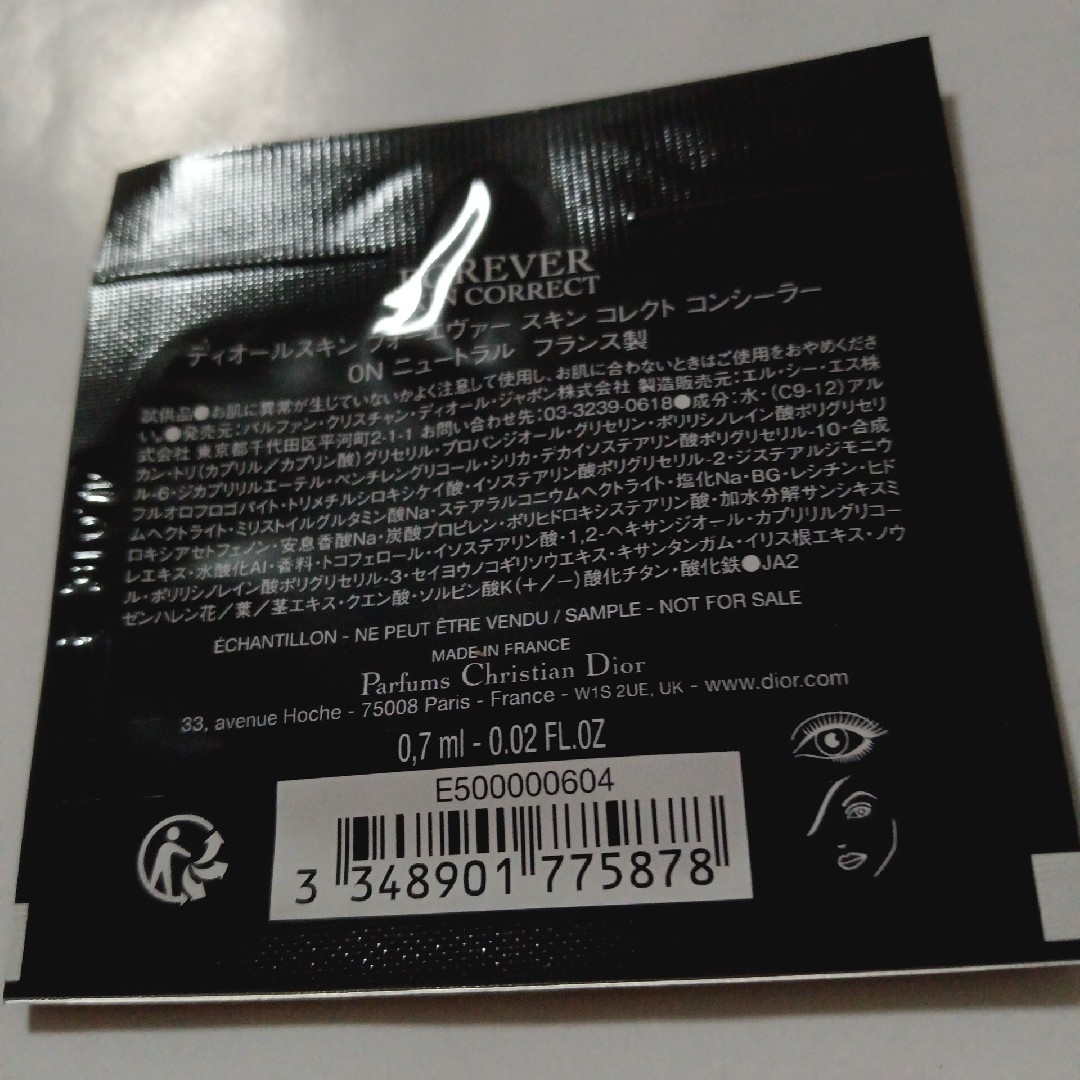 FOREVER
SKIN CORRECT
ディオールスキン フォーエヴァー スキン コレクト コンシーラー
0N ニュートラル フランス製
試供品●お肌に異常が生じていないかよく注意して使用し、お肌に合わないときはご使用をおやめくださ
い。●発売元:パルファン・クリスチャン・ディオール・ジャポン株式会社 製造販売元:エル・シー・エス株
式会社 東京都千代田区平河町2-1-1 お問い合わせ先:03-3239-0618●成分:水・(C9-12)アル
カン・トリ(カプリル/カプリン酸)グリセリル・プロパンジオール・グリセリン・ポリリシノレイン酸ポリグリセリ
ル-6・ジカプリリルエーテル・ペンチレングリコール・シリカ・デカイソステアリン酸ポリグリセリル-10・合成
フルオロフロゴパイト・トリメチルシロキシケイ酸・イソステアリン酸ポリグリセリル-2・ジステアルジモニウ
ムヘクトライト・ミリストイルグルタミン酸Na・ステアラルコニウムヘクトライト・塩化Na・BG・レシチン・ヒド
ロキシアセトフェノン・安息香酸Na・炭酸プロピレン・ポリヒドロキシステアリン酸・加水分解サンシキスミ
レエキス・水酸化Al・香料・トコフェロール・イソステアリン酸・1,2-ヘキサンジオール・カプリリルグリコー
ル・ポリリシノレイン酸ポリグリセリル-3・セイヨウノコギリソウエキス・キサンタンガム・イリス根エキス・ノウ
ゼンハレン花/葉/茎エキス・クエン酸・ソルビン酸K(+/−)酸化チタン・酸化鉄●JA2
ÉCHANTILLON - NE PEUT ÊTRE VENDU / SAMPLE - NOT FOR SALE
MADE IN FRANCE
Parfums Christian Dior
33, avenue Hoche - 75008 Paris - France - W1S 2UE, UK - www.dior.com
0,7 ml - 0.02 FL.OZ
E500000604
3 348901 775878